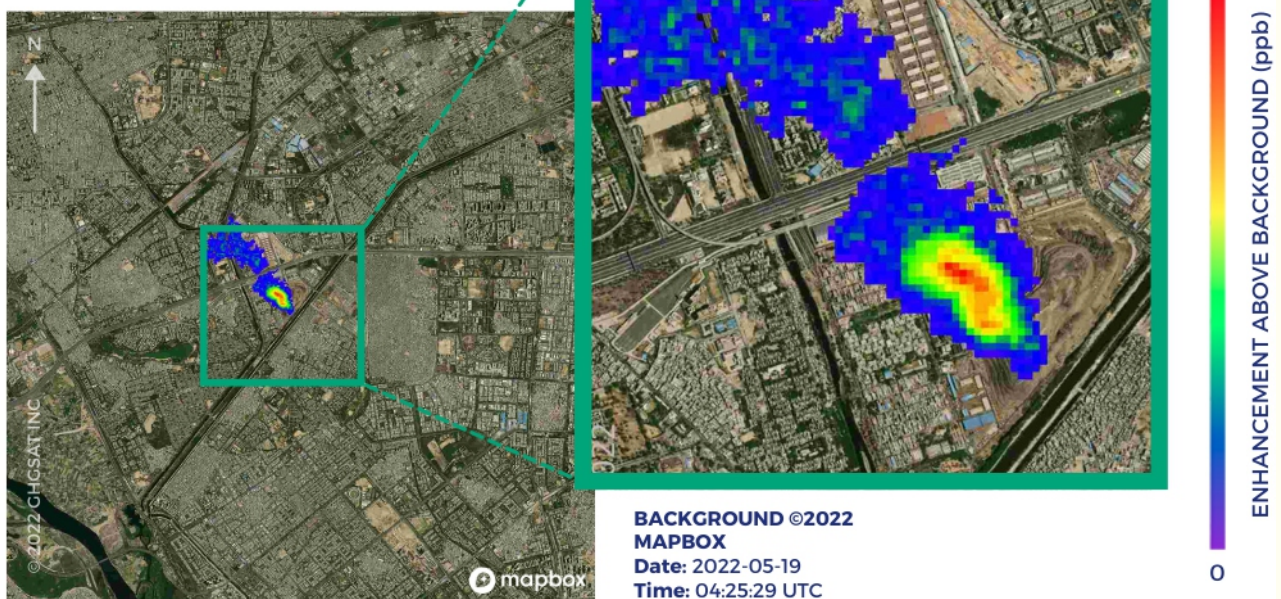 N
© 2022 GHGSAT INC
mapbox
BACKGROUND ©2022
MAPBOX
Date: 2022-05-19
Time: 04:25:29 UTC
ENHANCEMENT ABOVE BACKGROUND (ppb)
0